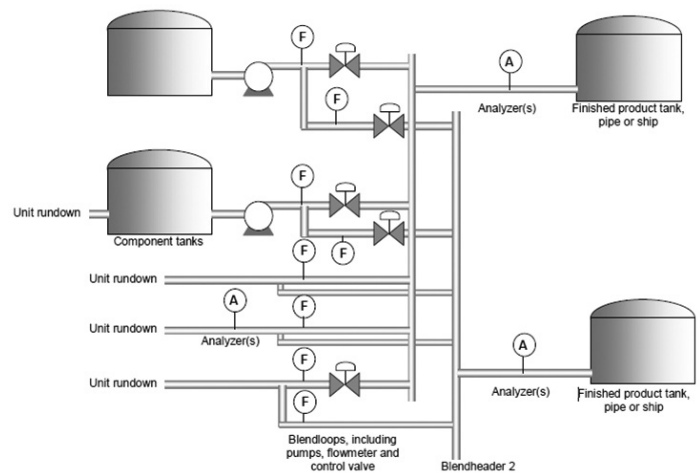 F
A
F
Analyzer(s)
Finished product tank,
pipe or ship
F
Unit rundown
Component tanks
F
F
Unit rundown
A
F
Unit rundown
Analyzer(s)
A
F
Unit rundown
F
Analyzer(s)
Finished product tank,
pipe or ship
Blendloops, including
pumps, flowmeter and
control valve
Blendheader 2